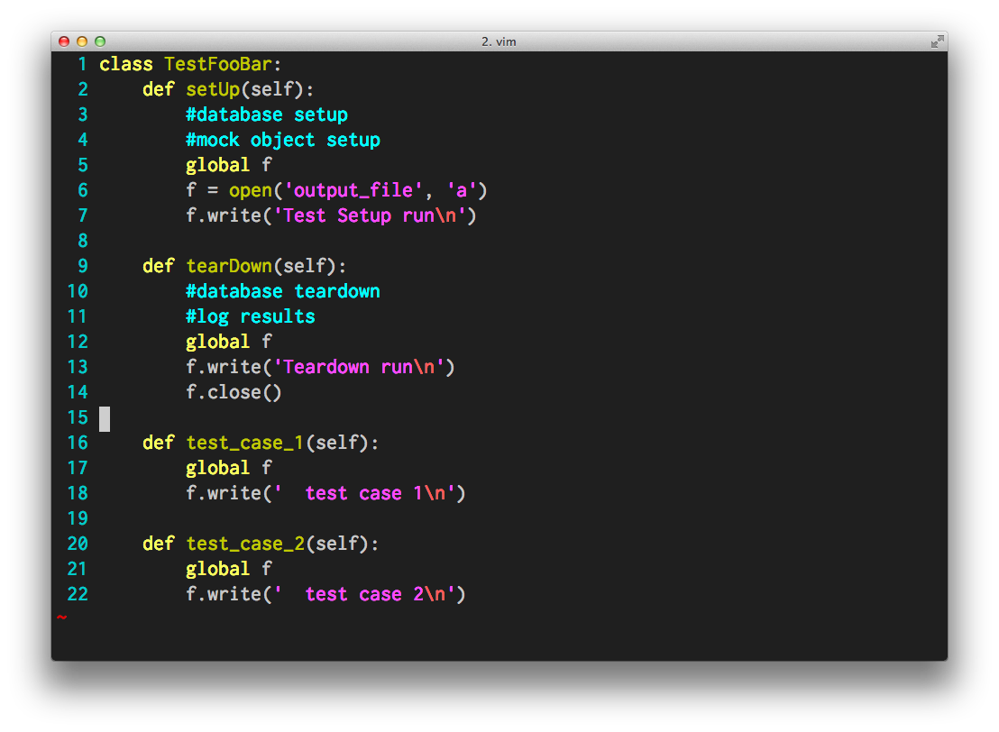 2. vim
1 class TestFooBar:
2     def setUp(self):
3         #database setup
4         #mock object setup
5         global f
6         f = open('output_file', 'a')
7         f.write('Test Setup run\n')
8
9     def tearDown(self):
10         #database teardown
11         #log results
12         global f
13         f.write('Teardown run\n')
14         f.close()
15
16     def test_case_1(self):
17         global f
18         f.write('  test case 1\n')
19
20     def test_case_2(self):
21         global f
22         f.write('  test case 2\n')
~